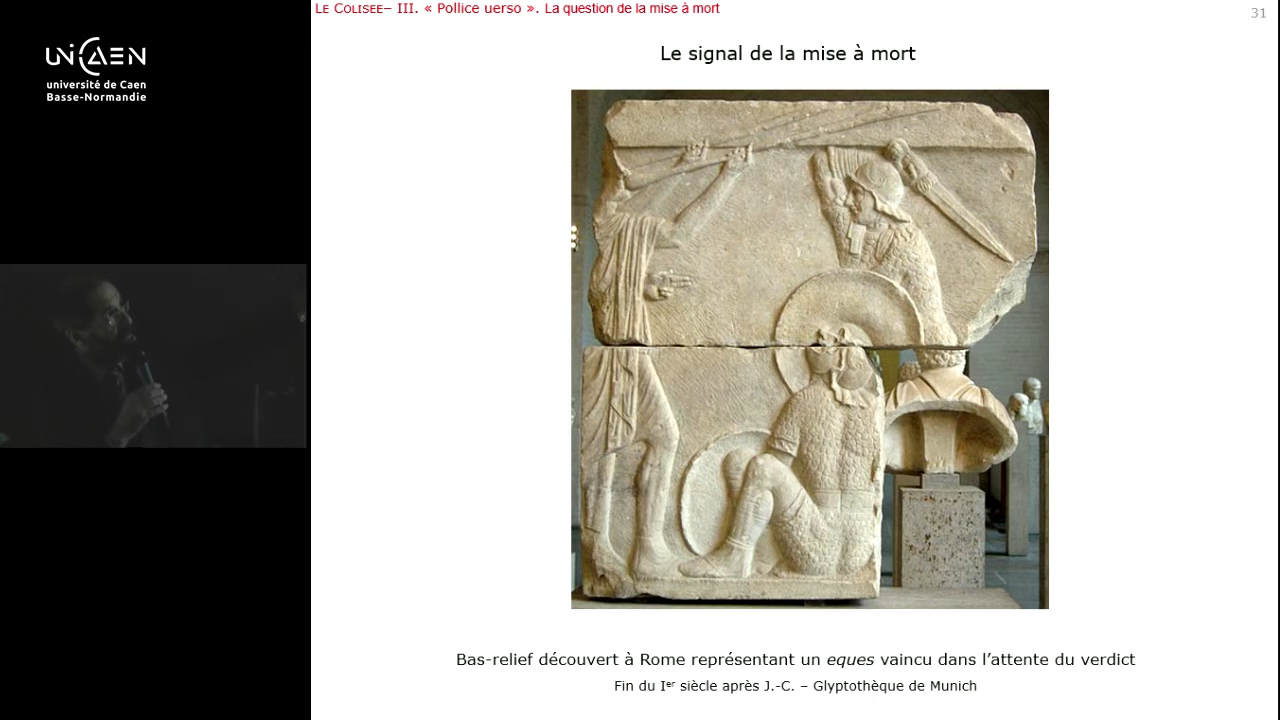 LE COLISEE– III. « Pollice uerso ». La question de la mise à mort
31
UNICAEN
université de Caen
Basse-Normandie
Le signal de la mise à mort
Bas-relief découvert à Rome représentant un eques vaincu dans l’attente du verdict
Fin du Ier siècle après J.-C. – Glyptothèque de Munich